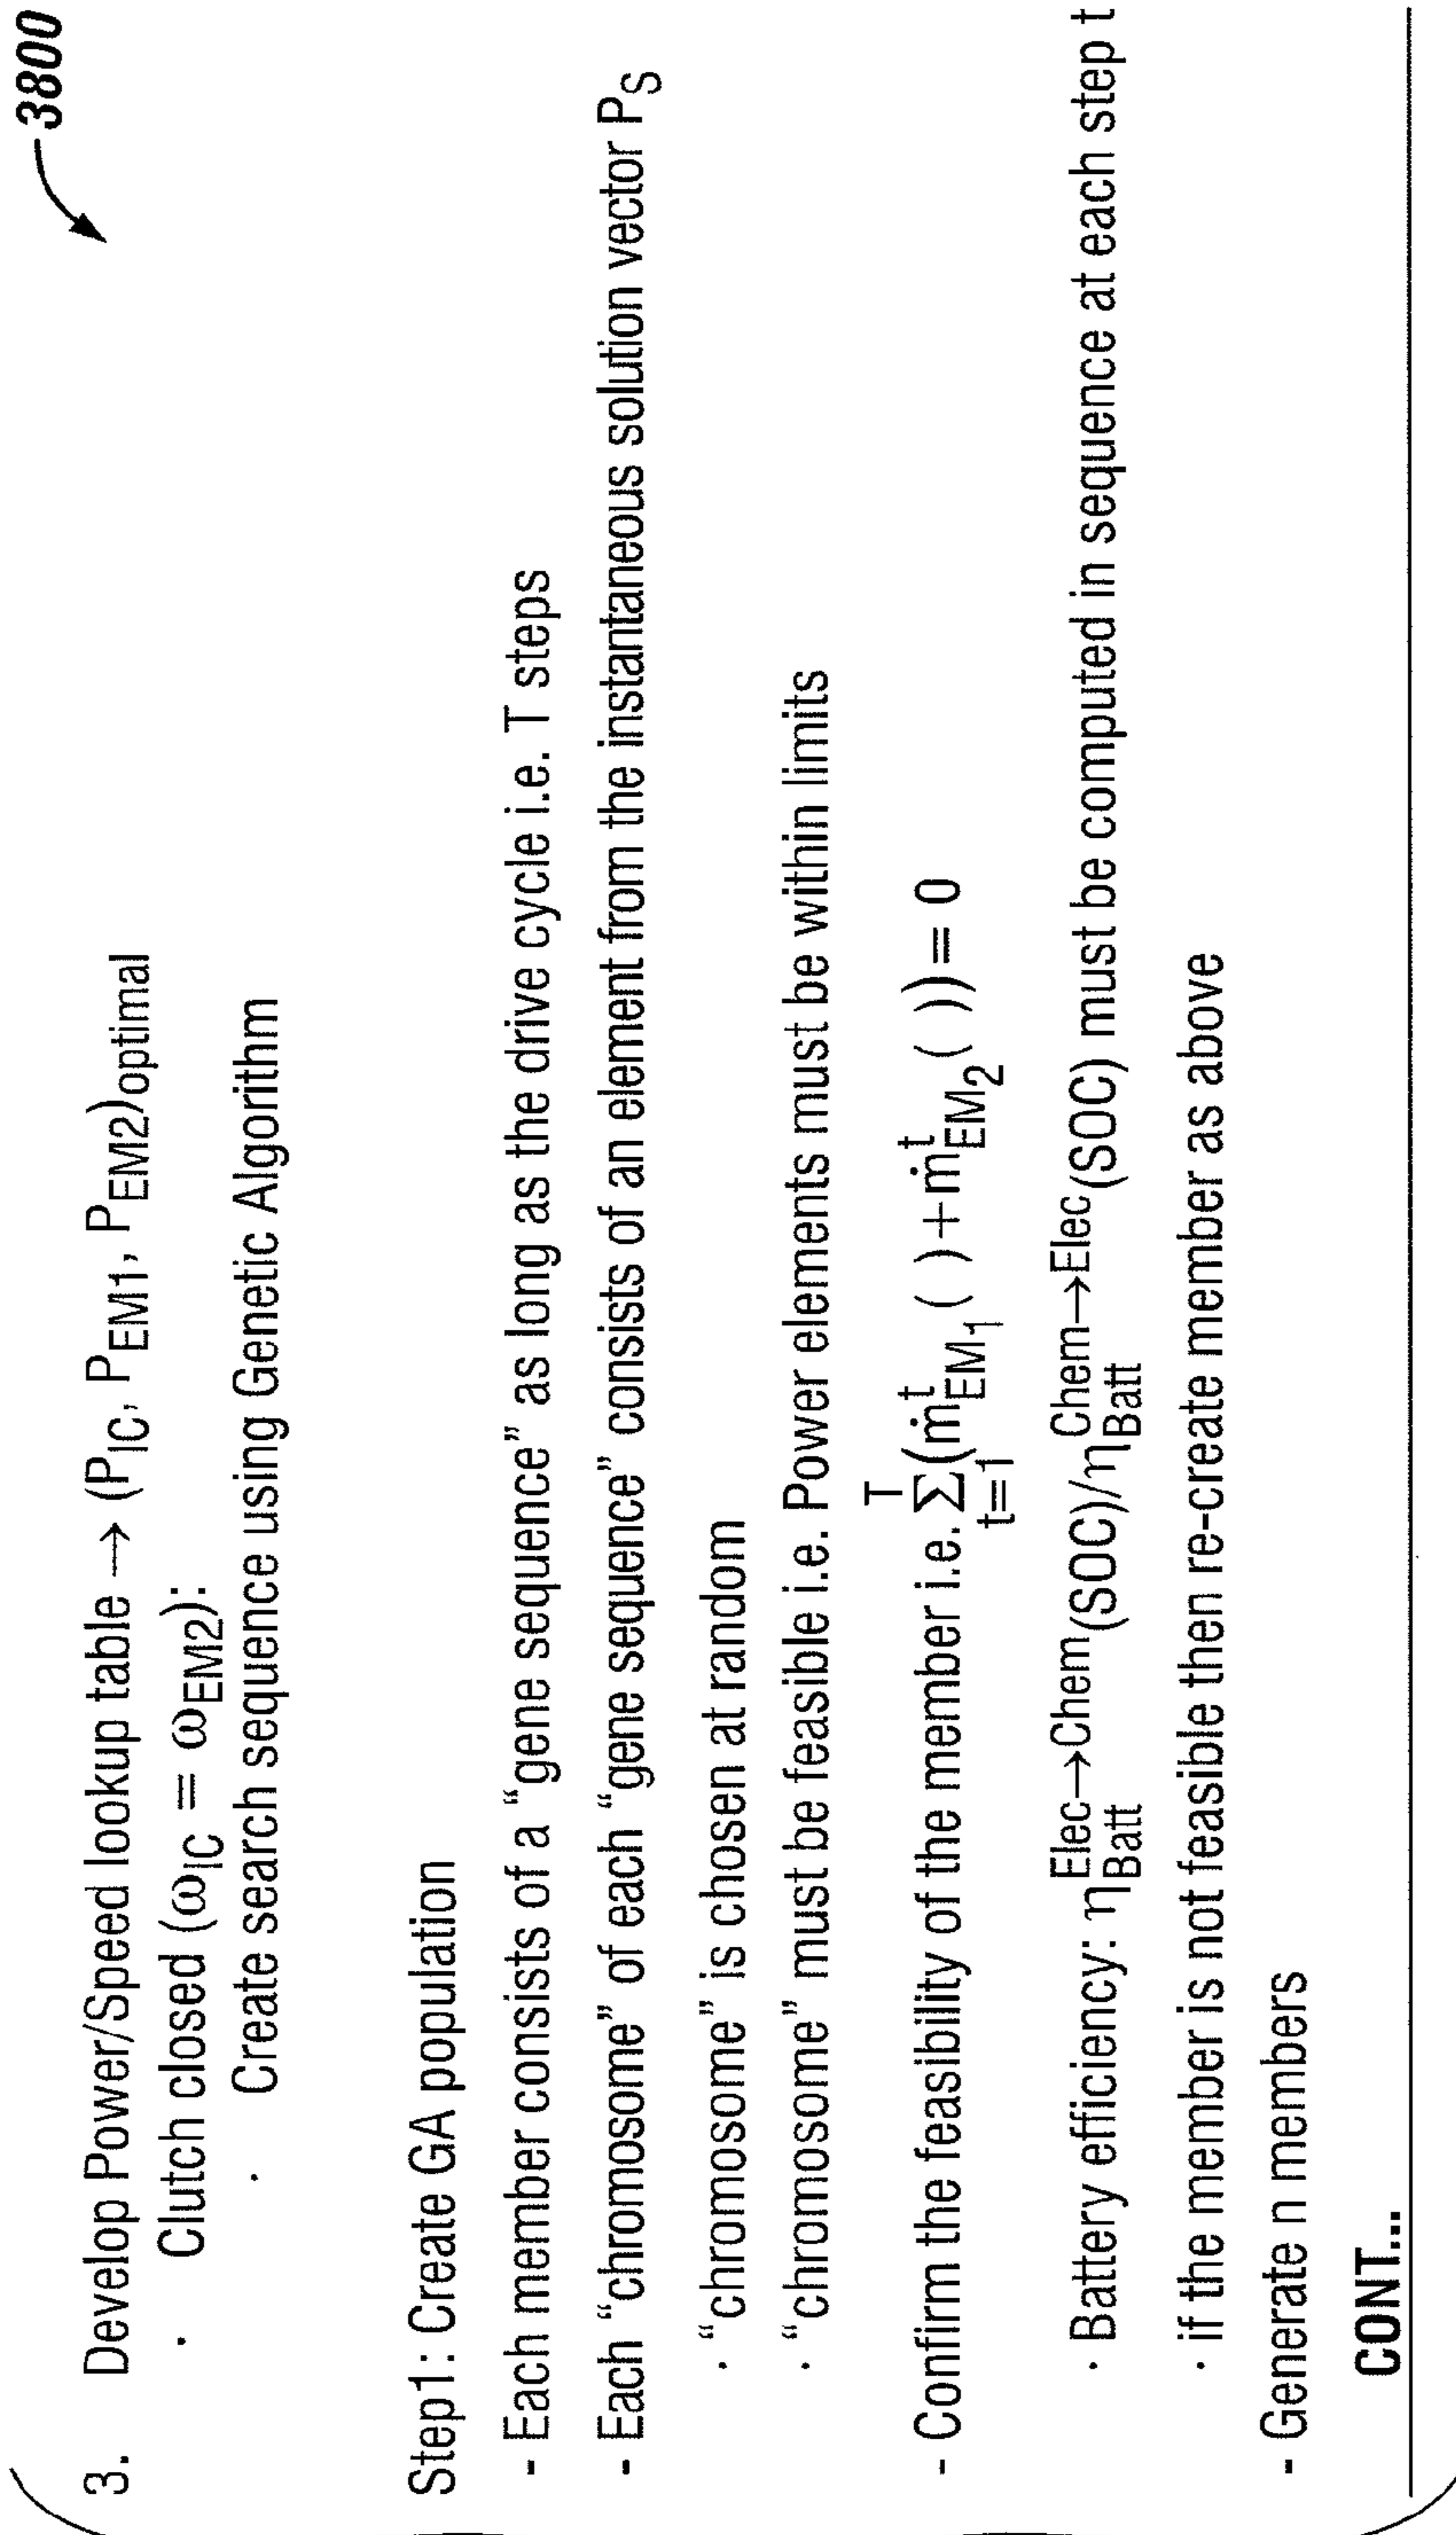 3800
3. Develop Power/Speed lookup table → (P_IC, P_EM1, P_EM2)optimal
· Clutch closed (ω_IC = ω_EM2):
· Create search sequence using Genetic Algorithm
Step1: Create GA population
- Each member consists of a “gene sequence” as long as the drive cycle i.e. T steps
- Each “chromosome” of each “gene sequence” consists of an element from the instantaneous solution vector P_S
· “chromosome” is chosen at random
· “chromosome” must be feasible i.e. Power elements must be within limits
- Confirm the feasibility of the member i.e. ∑_{t=1}^{T} (ṁ^t_{EM_1}( ) + ṁ^t_{EM_2}( )) = 0
· Battery efficiency: η_Batt^{Elec→Chem}(SOC)/η_Batt^{Chem→Elec}(SOC) must be computed in sequence at each step t
· if the member is not feasible then re-create member as above
- Generate n members
CONT...